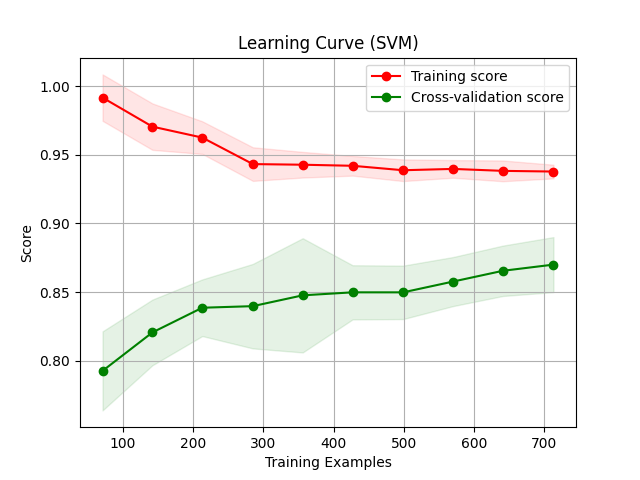 Learning Curve (SVM)
Training score
Cross-validation score
1.00
0.95
0.90
0.85
0.80
Score
100 200 300 400 500 600 700
Training Examples